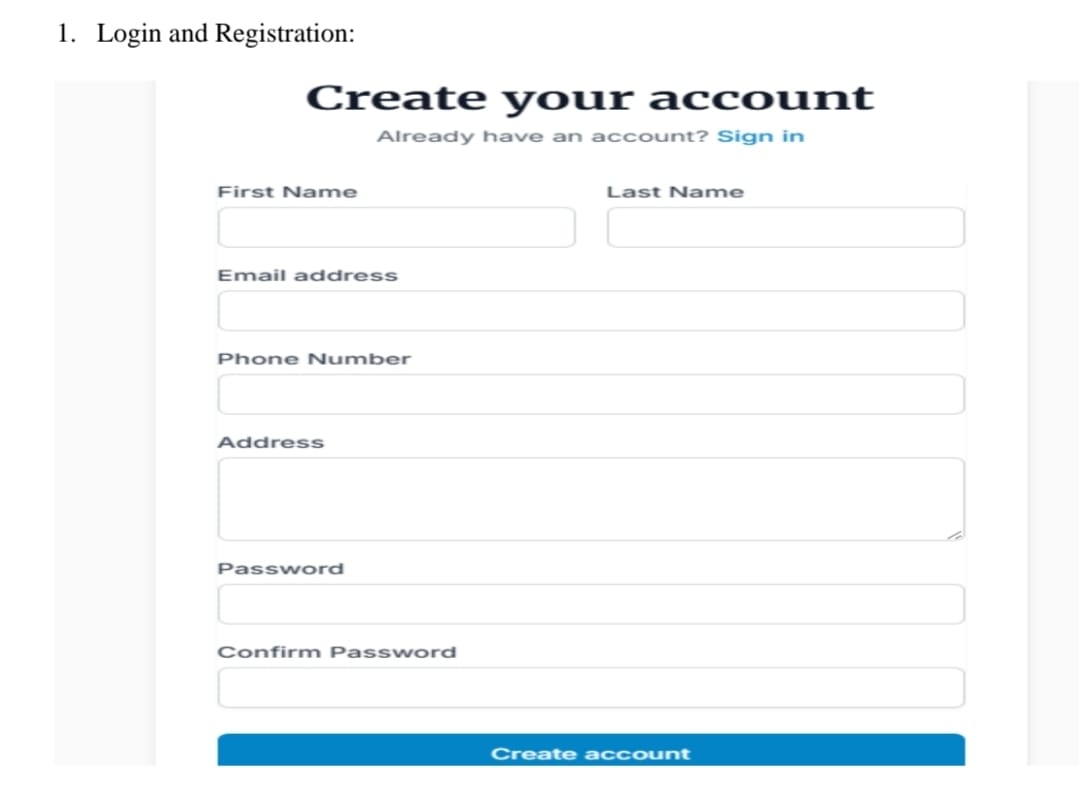 1. Login and Registration:
Create your account
Already have an account? Sign in
First Name Last Name
Email address
Phone Number
Address
Password
Confirm Password
Create account